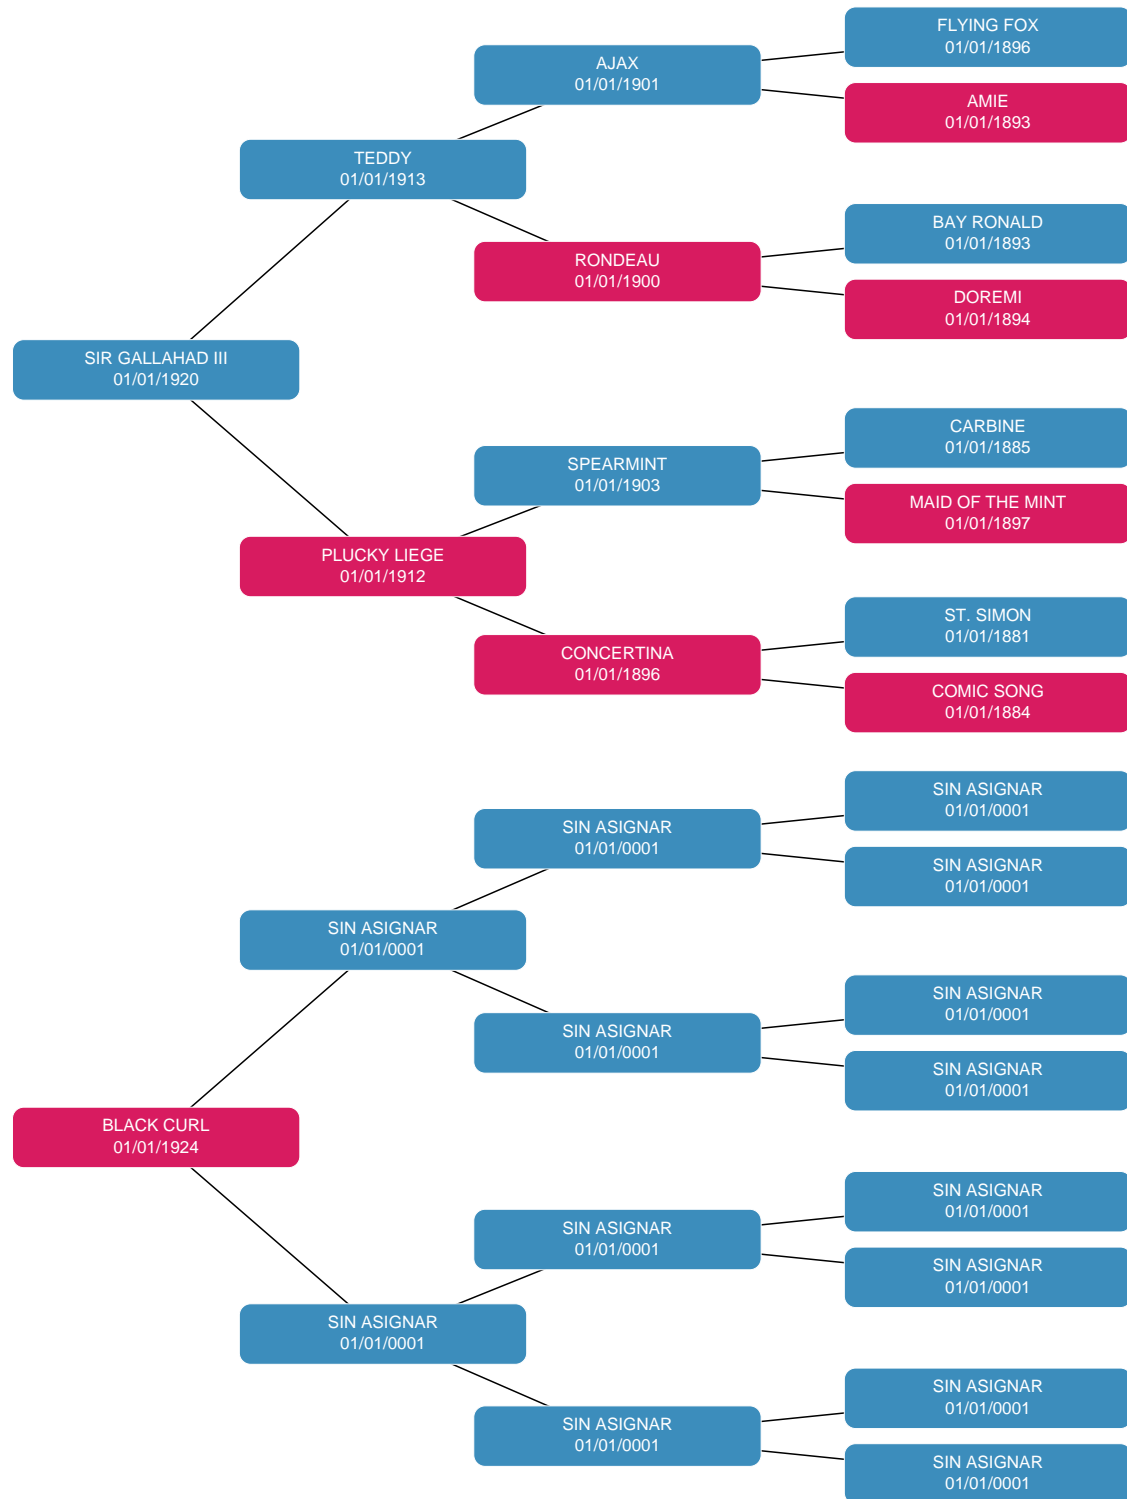 FLYING FOX
01/01/1896
AJAX
01/01/1901
AMIE
01/01/1893
TEDDY
01/01/1913
BAY RONALD
01/01/1893
RONDEAU
01/01/1900
DOREMI
01/01/1894
SIR GALLAHAD III
01/01/1920
CARBINE
01/01/1885
SPEARMINT
01/01/1903
MAID OF THE MINT
01/01/1897
PLUCKY LIEGE
01/01/1912
ST. SIMON
01/01/1881
CONCERTINA
01/01/1896
COMIC SONG
01/01/1884
SIN ASIGNAR
01/01/0001
SIN ASIGNAR
01/01/0001
SIN ASIGNAR
01/01/0001
SIN ASIGNAR
01/01/0001
SIN ASIGNAR
01/01/0001
SIN ASIGNAR
01/01/0001
SIN ASIGNAR
01/01/0001
BLACK CURL
01/01/1924
SIN ASIGNAR
01/01/0001
SIN ASIGNAR
01/01/0001
SIN ASIGNAR
01/01/0001
SIN ASIGNAR
01/01/0001
SIN ASIGNAR
01/01/0001
SIN ASIGNAR
01/01/0001
SIN ASIGNAR
01/01/0001